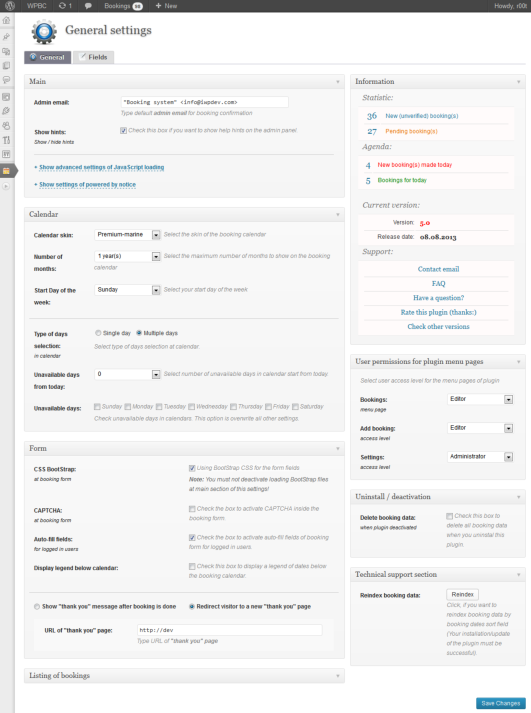 WPBC 1 Bookings 98 + New Howdy, r00t
General settings
General Fields
Main
Admin email: "Booking system" <info@wpdev.com>
Type default admin email for booking confirmation
Show hints: Check this box if you want to show help hints on the admin panel
Show / hide hints
+ Show advanced settings of JavaScript loading
+ Show settings of powered by notice
Calendar
Calendar skin: Premium-marine Select the skin of the booking calendar
Number of months: 1 year(s) Select the maximum number of months to show on the booking
calendar
Start Day of the week: Sunday Select your start day of the week
Type of days selection: Single day Multiple days
in calendar
Select type of days selection at calendar.
Unavailable days from today: 0 Select number of unavailable days in calendar start from today
Unavailable days: Sunday Monday Tuesday Wednesday Thursday Friday Saturday
Check unavailable days in calendars. This option is overwrite all other settings.
Form
CSS BootStrap: Using BootStrap CSS for the form fields
at booking form
Note: You must not deactivate loading BootStrap files
at main section of this settings!
CAPTCHA: Check the box to activate CAPTCHA inside the
at booking form
booking form
Auto-fill fields: Check the box to activate auto-fill fields of booking
for logged in users
form for logged in users.
Display legend below calendar: Check this box to display a legend of dates below
the booking calendar
Show "thank you" message after booking is done Redirect visitor to a new "thank you" page
URL of "thank you" page: http://dev
Type URL of "thank you" page
Listing of bookings
Information
Statistic:
36 New (unverified) booking(s)
27 Pending booking(s)
Agenda:
4 New booking(s) made today
5 Bookings for today
Current version:
Version: 5.0
Release date: 08.08.2013
Support:
Contact email
FAQ
Have a question?
Rate this plugin (thanks:)
Check other versions
User permissions for plugin menu pages
Select user access level for the menu pages of plugin
Bookings: Editor
menu page
Add booking: Editor
access level
Settings: Administrator
access level
Uninstall / deactivation
Delete booking data: Check this box to
when plugin deactivated
delete all booking data
when you uninstal this
plugin.
Technical support section
Reindex booking data: Reindex
Click, if you want to
reindex booking data by
booking dates sort field
(Your installation/update
of the plugin must be
successful).
Save Changes